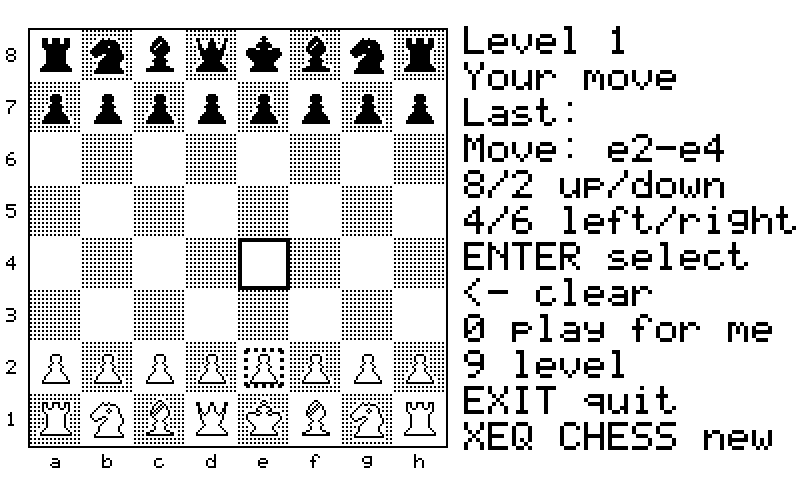 Level 1
Your move
Last:
Move: e2-e4
8/2 up/down
4/6 left/right
ENTER select
<- clear
0 play for me
9 level
EXIT quit
XEQ CHESS new
8
7
6
5
4
3
2
1
a b c d e f g h